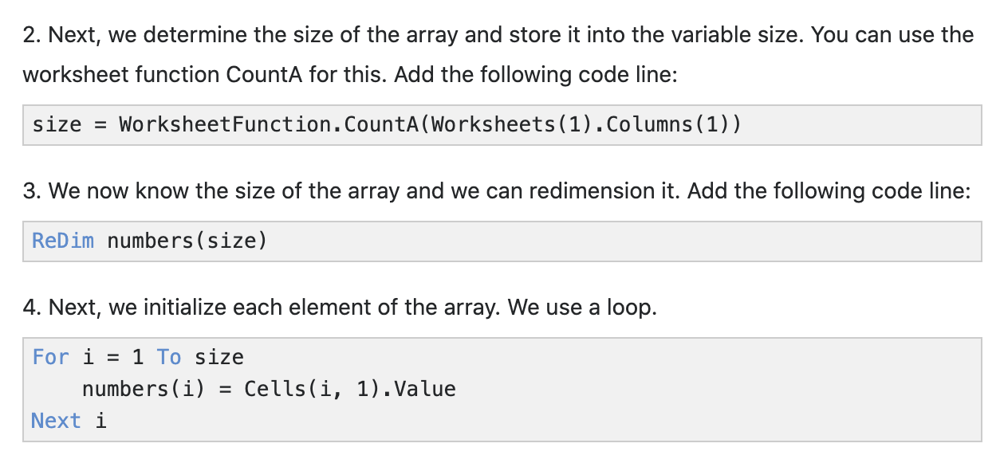 2. Next, we determine the size of the array and store it into the variable size. You can use the
worksheet function CountA for this. Add the following code line:
size = WorksheetFunction.CountA(Worksheets(1).Columns(1))
3. We now know the size of the array and we can redimension it. Add the following code line:
ReDim numbers(size)
4. Next, we initialize each element of the array. We use a loop.
For i = 1 To size
    numbers(i) = Cells(i, 1).Value
Next i